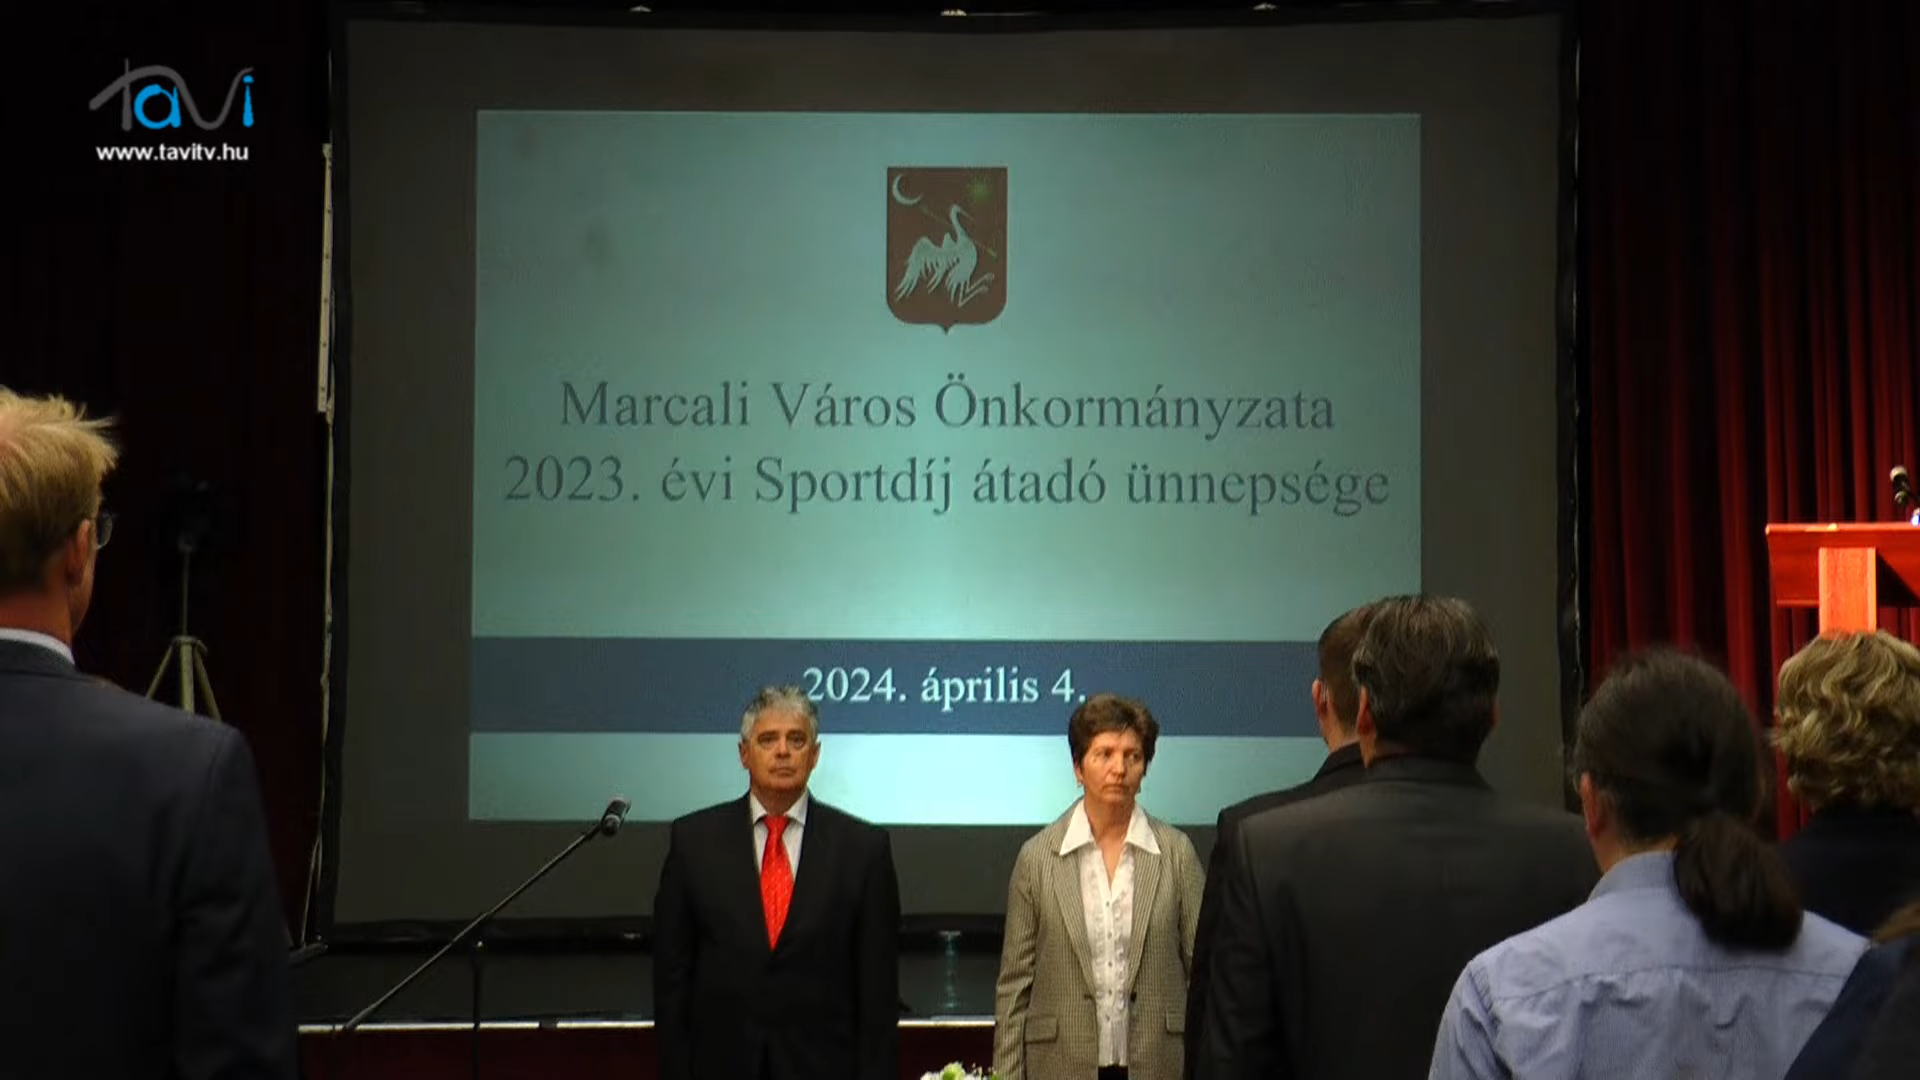 TaVi
www.tavitv.hu
Marcali Város Önkormányzata
2023. évi Sportdíj átadó ünnepsége
2024. április 4.